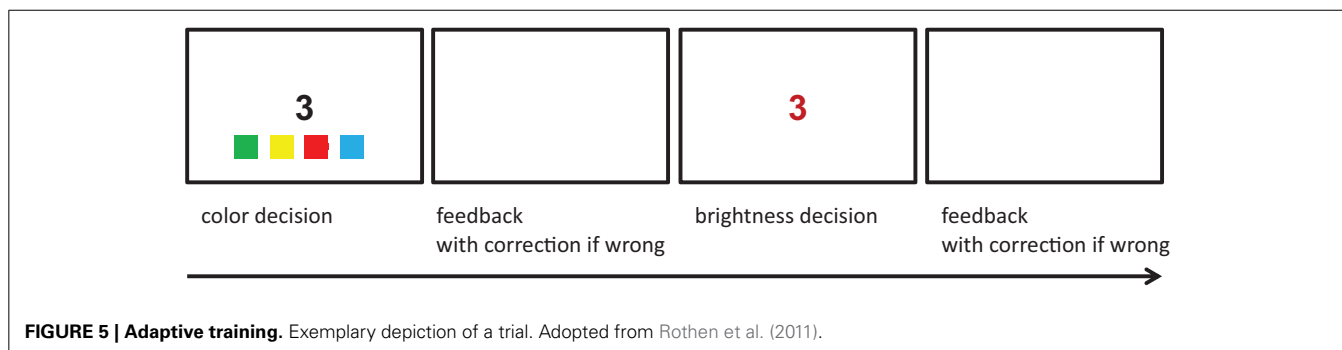 3
3
color decision
feedback
with correction if wrong
brightness decision
feedback
with correction if wrong
FIGURE 5 | Adaptive training. Exemplary depiction of a trial. Adopted from Rothen et al. (2011).